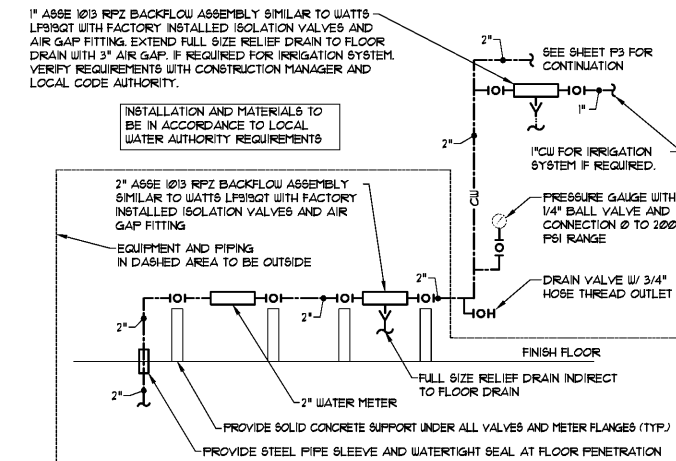 1" ASSE 1013 RPZ BACKFLOW ASSEMBLY SIMILAR TO WATTS
LF919QT WITH FACTORY INSTALLED ISOLATION VALVES AND
AIR GAP FITTING. EXTEND FULL SIZE RELIEF DRAIN TO FLOOR
DRAIN WITH 3" AIR GAP. IF REQUIRED FOR IRRIGATION SYSTEM.
VERIFY REQUIREMENTS WITH CONSTRUCTION MANAGER AND
LOCAL CODE AUTHORITY.
2"
SEE SHEET P3 FOR
CONTINUATION
INSTALLATION AND MATERIALS TO
BE IN ACCORDANCE TO LOCAL
WATER AUTHORITY REQUIREMENTS
1"
2"
1"CW FOR IRRIGATION
SYSTEM IF REQUIRED.
2" ASSE 1013 RPZ BACKFLOW ASSEMBLY
SIMILAR TO WATTS LF919QT WITH FACTORY
INSTALLED ISOLATION VALVES AND AIR
GAP FITTING
CW
PRESSURE GAUGE WITH
1/4" BALL VALVE AND
CONNECTION 0 TO 200
PSI RANGE
EQUIPMENT AND PIPING
IN DASHED AREA TO BE OUTSIDE
2"
DRAIN VALVE W/ 3/4"
HOSE THREAD OUTLET
2"
2"
FINISH FLOOR
FULL SIZE RELIEF DRAIN INDIRECT
TO FLOOR DRAIN
2"
2" WATER METER
PROVIDE SOLID CONCRETE SUPPORT UNDER ALL VALVES AND METER FLANGES (TYP.)
PROVIDE STEEL PIPE SLEEVE AND WATERTIGHT SEAL AT FLOOR PENETRATION